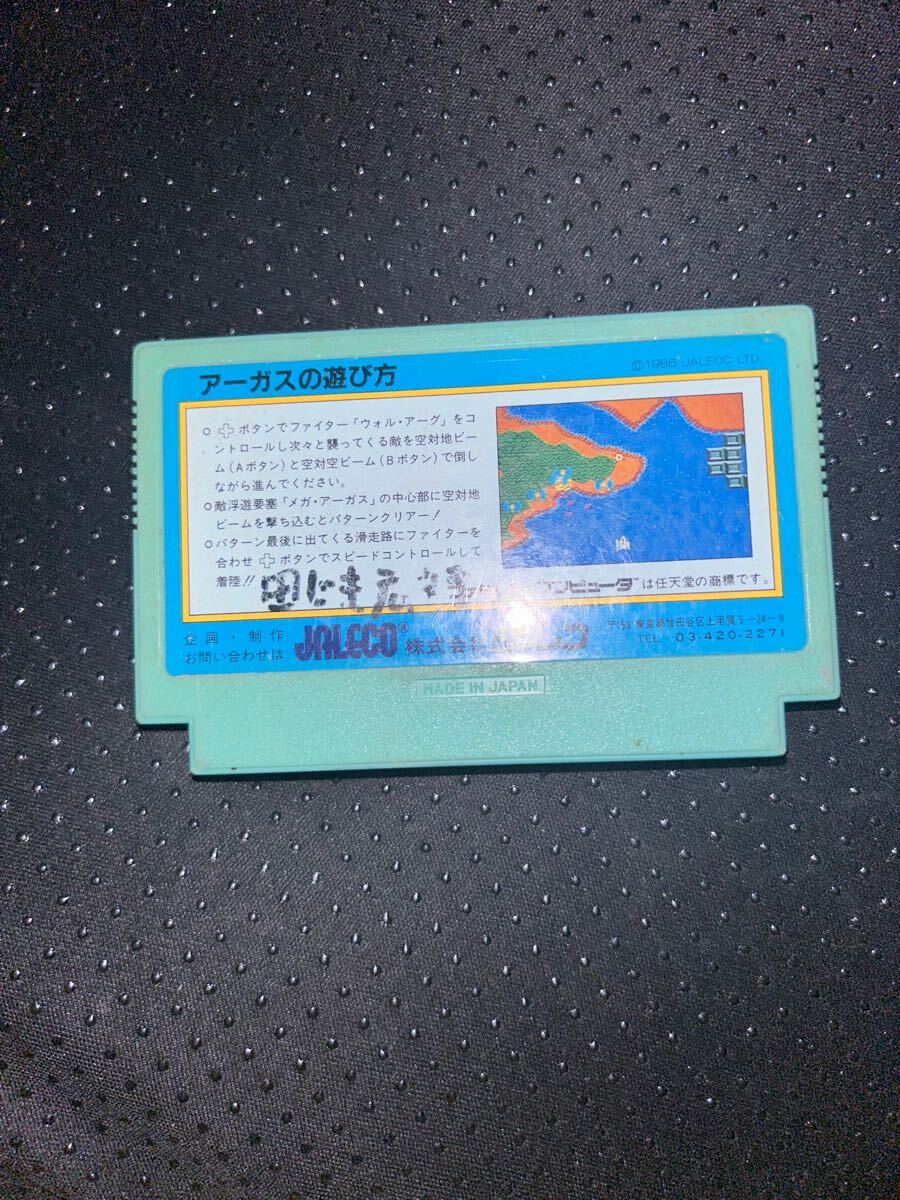 アーガスの遊び方
©1986 JALECC LTD.
○ ✚ボタンでファイター「ウォル・アーグ」をコ
ントロールし次々と襲ってくる敵を空対地ビー
ム(Aボタン)と空対空ビーム(Bボタン)で倒し
ながら進んでください。
○敵浮遊要塞「メガ・アーガス」の中心部に空対地
ビームを撃ち込むとパターンクリアー!
○パターン最後に出てくる滑走路にファイターを
合わせ ✚ボタンでスピードコントロールして
着陸!!
コンピュータは任天堂の商標です。
企画・制作
お問い合わせは
JALECO® 株式会社
〒158 東京都世田谷区上用賀5-24-9
TEL 03-420-2271
MADE IN JAPAN